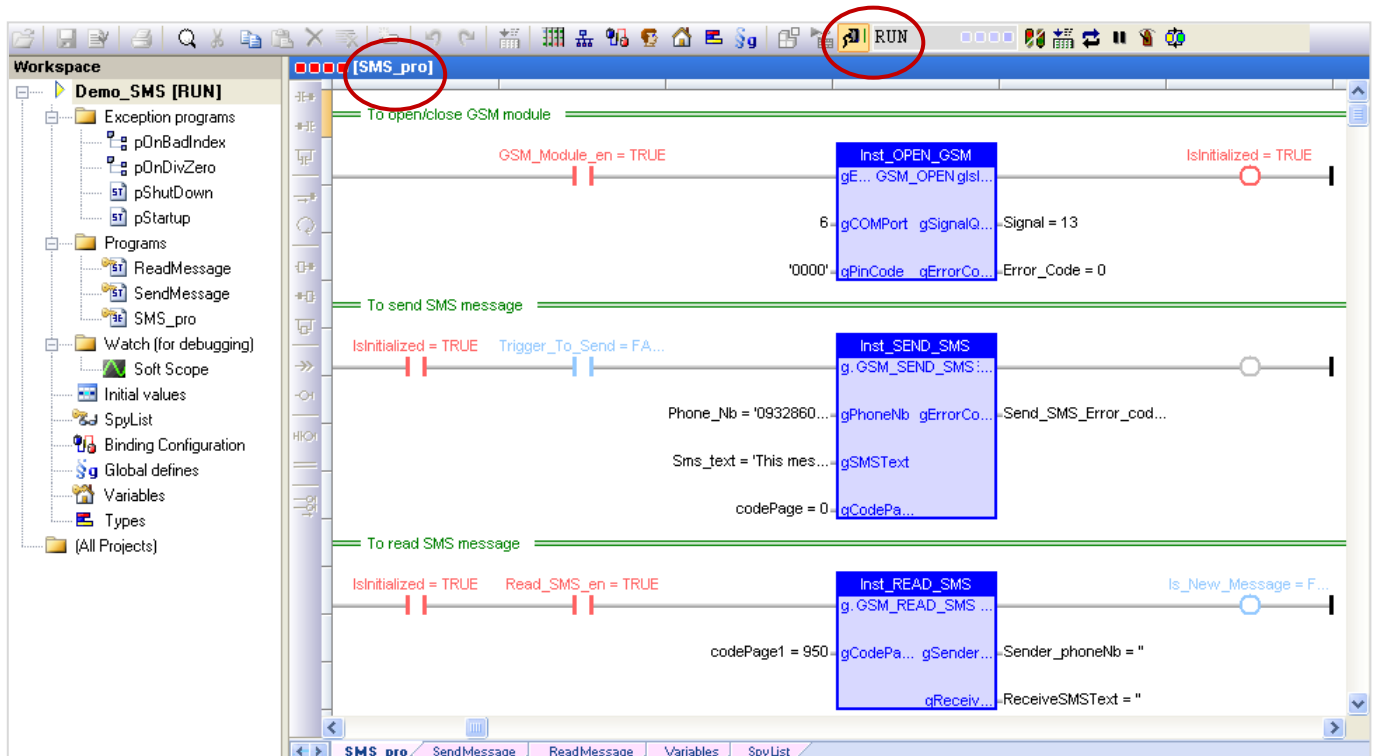 RUN
Workspace
[SMS_pro]
Demo_SMS [RUN]
Exception programs
pOnBadIndex
pOnDivZero
pShutDown
pStartup
Programs
ReadMessage
SendMessage
SMS_pro
Watch (for debugging)
Soft Scope
Initial values
SpyList
Binding Configuration
Global defines
Variables
Types
(All Projects)
To open/close GSM module
GSM_Module_en = TRUE
Inst_OPEN_GSM
IsInitialized = TRUE
gE... GSM_OPEN gIsI...
6 gCOMPort gSignalQ... Signal = 13
'0000' gPinCode gErrorCo... Error_Code = 0
To send SMS message
IsInitialized = TRUE Trigger_To_Send = FA...
Inst_SEND_SMS
g. GSM_SEND_SMS:...
Phone_Nb = '0932860... gPhoneNb gErrorCo... Send_SMS_Error_cod...
Sms_text = 'This mes... gSMSText
codePage = 0 gCodePa...
To read SMS message
IsInitialized = TRUE Read_SMS_en = TRUE
Inst_READ_SMS
Is_New_Message = F...
g. GSM_READ_SMS ...
codePage1 = 950 gCodePa... gSender... Sender_phoneNb = ''
gReceiv... ReceiveSMSText = ''
SMS_pro SendMessage ReadMessage Variables SpyList